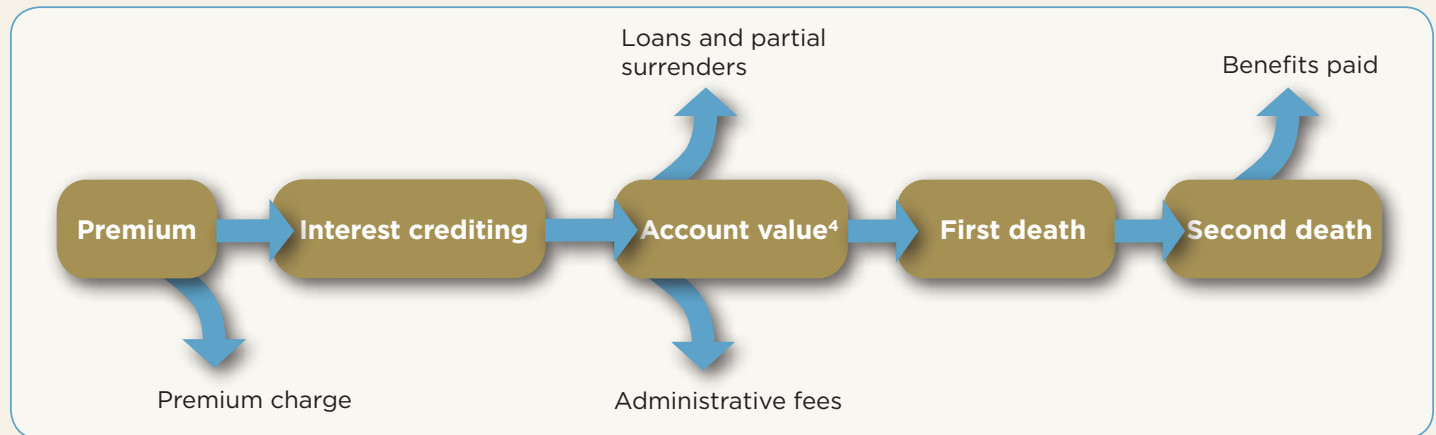 Loans and partial
surrenders
Benefits paid
Premium
Interest crediting
Account value⁴
First death
Second death
Premium charge
Administrative fees